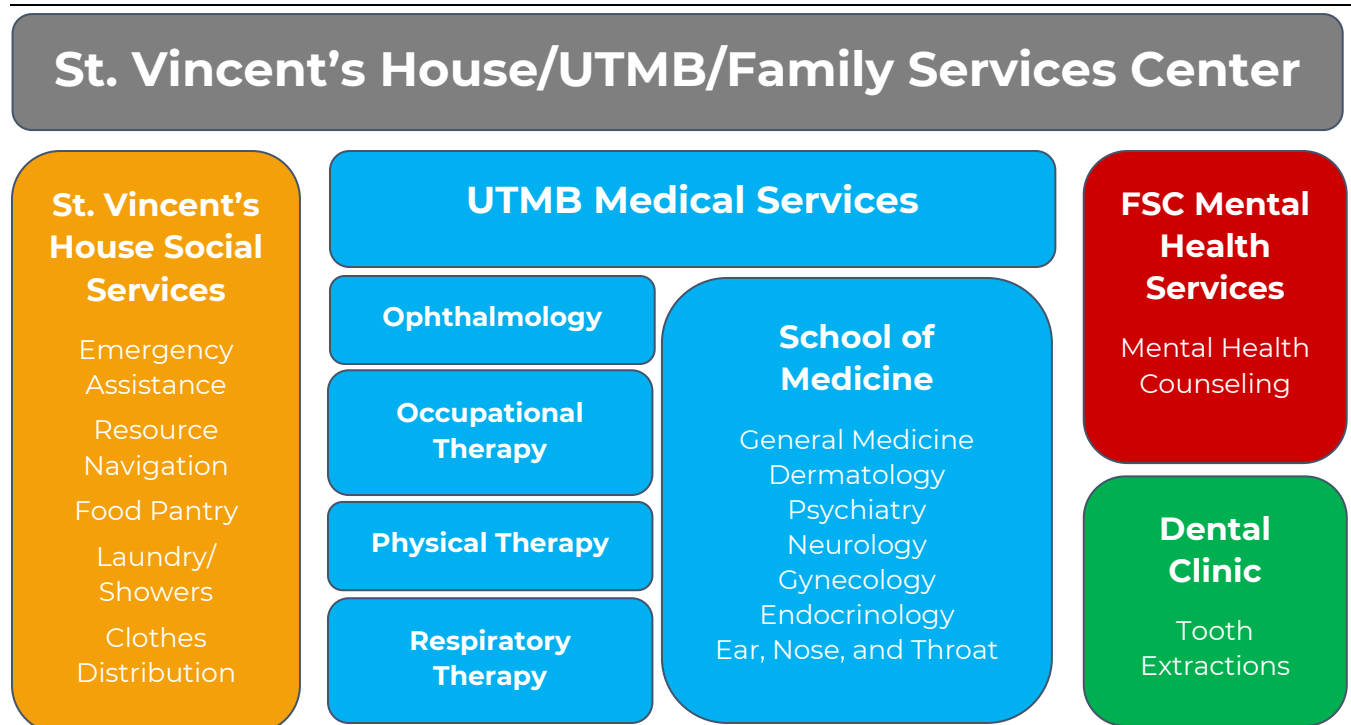 St. Vincent’s House/UTMB/Family Services Center
St. Vincent’s
House Social
Services
Emergency
Assistance
Resource
Navigation
Food Pantry
Laundry/
Showers
Clothes
Distribution
UTMB Medical Services
Ophthalmology
Occupational
Therapy
Physical Therapy
Respiratory
Therapy
School of
Medicine
General Medicine
Dermatology
Psychiatry
Neurology
Gynecology
Endocrinology
Ear, Nose, and Throat
FSC Mental
Health
Services
Mental Health
Counseling
Dental
Clinic
Tooth
Extractions